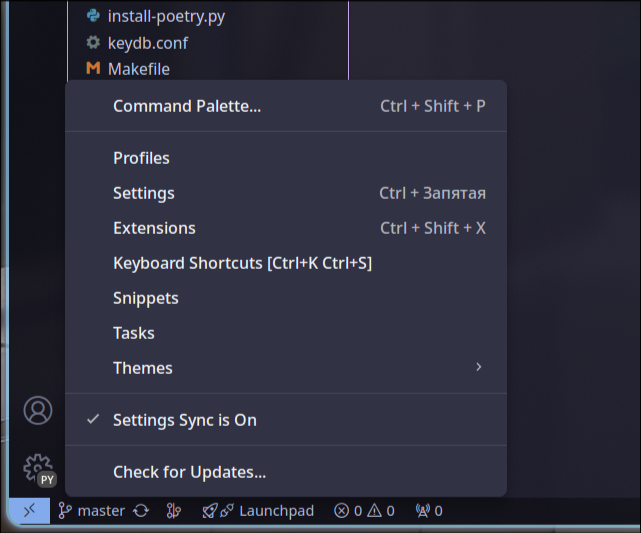 install-poetry.py
keydb.conf
Makefile
Command Palette... Ctrl + Shift + P
Profiles
Settings Ctrl + Запятая
Extensions Ctrl + Shift + X
Keyboard Shortcuts [Ctrl+K Ctrl+S]
Snippets
Tasks
Themes
Settings Sync is On
Check for Updates...
PY
master Launchpad 0 0 0